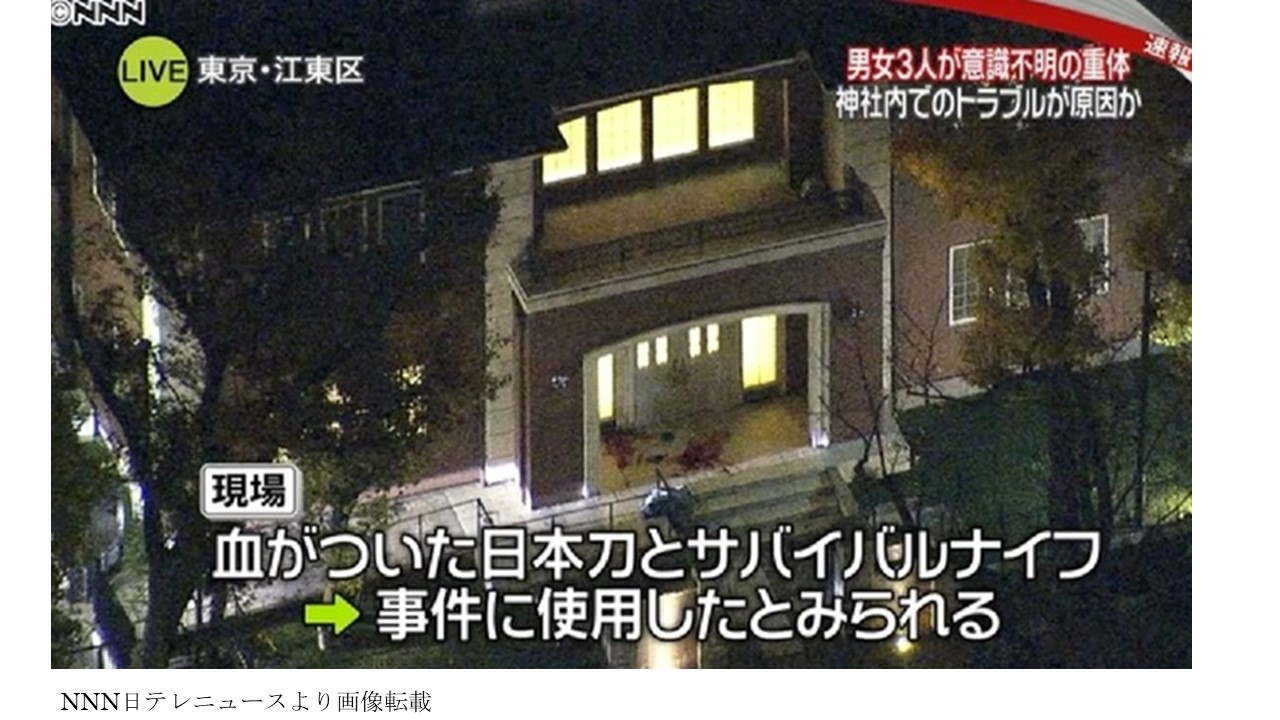 ©NNN
LIVE 東京・江東区
速報
男女3人が意識不明の重体
神社内でのトラブルが原因か
現場
血がついた日本刀とサバイバルナイフ
➡ 事件に使用したとみられる
NNN日テレニュースより画像転載